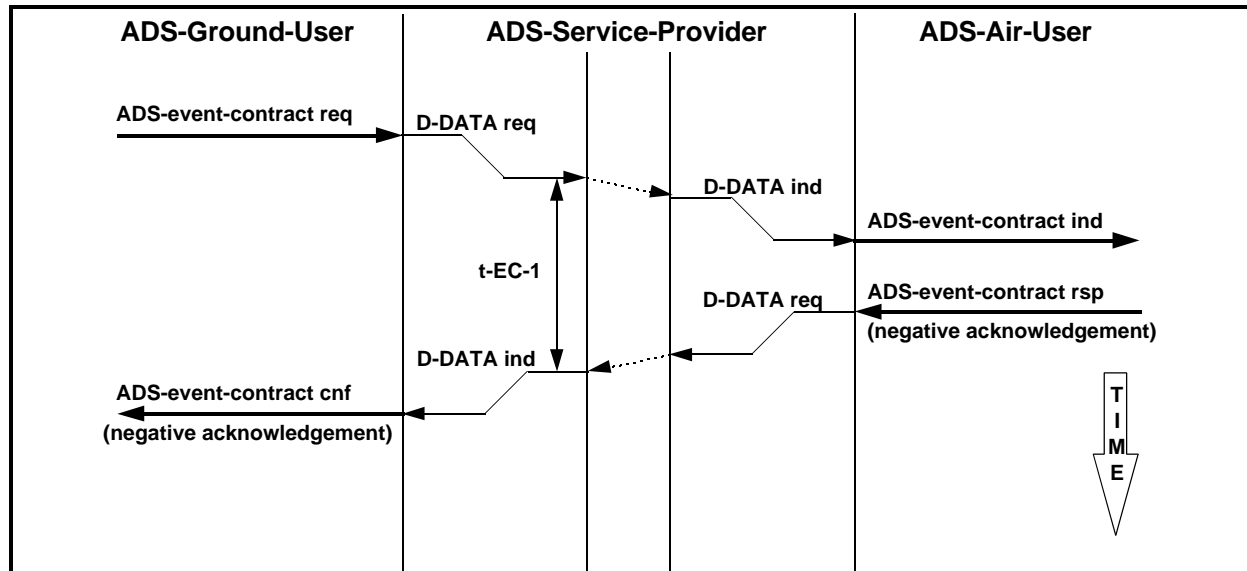 ADS-Ground-User
ADS-Service-Provider
ADS-Air-User
ADS-event-contract req
D-DATA req
D-DATA ind
ADS-event-contract ind
t-EC-1
D-DATA req
ADS-event-contract rsp
(negative acknowledgement)
D-DATA ind
ADS-event-contract cnf
(negative acknowledgement)
T
I
M
E